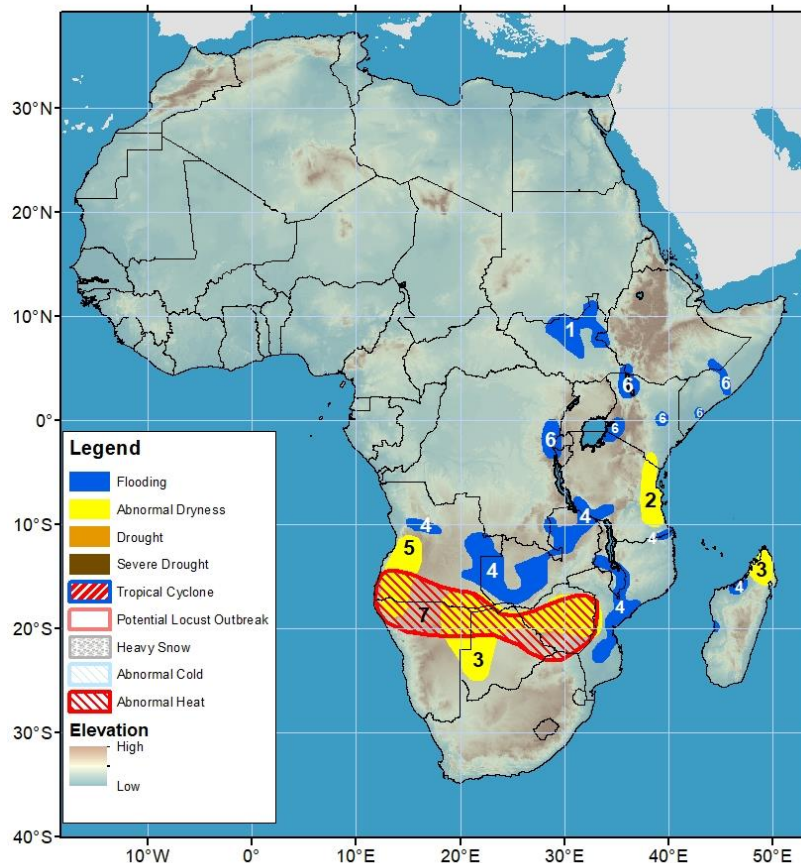 30°N
20°N
10°N
1
6
6
0°
6
6
6
6
Legend
Flooding
2
Abnormal Dryness
10°S
4
4
4
Drought
5
Severe Drought
4
3
Tropical Cyclone
4
7
Potential Locust Outbreak
20°S
Heavy Snow
3
Abnormal Cold
Abnormal Heat
Elevation
High
30°S
Low
40°S
10°W
0°
10°E
20°E
30°E
40°E
50°E